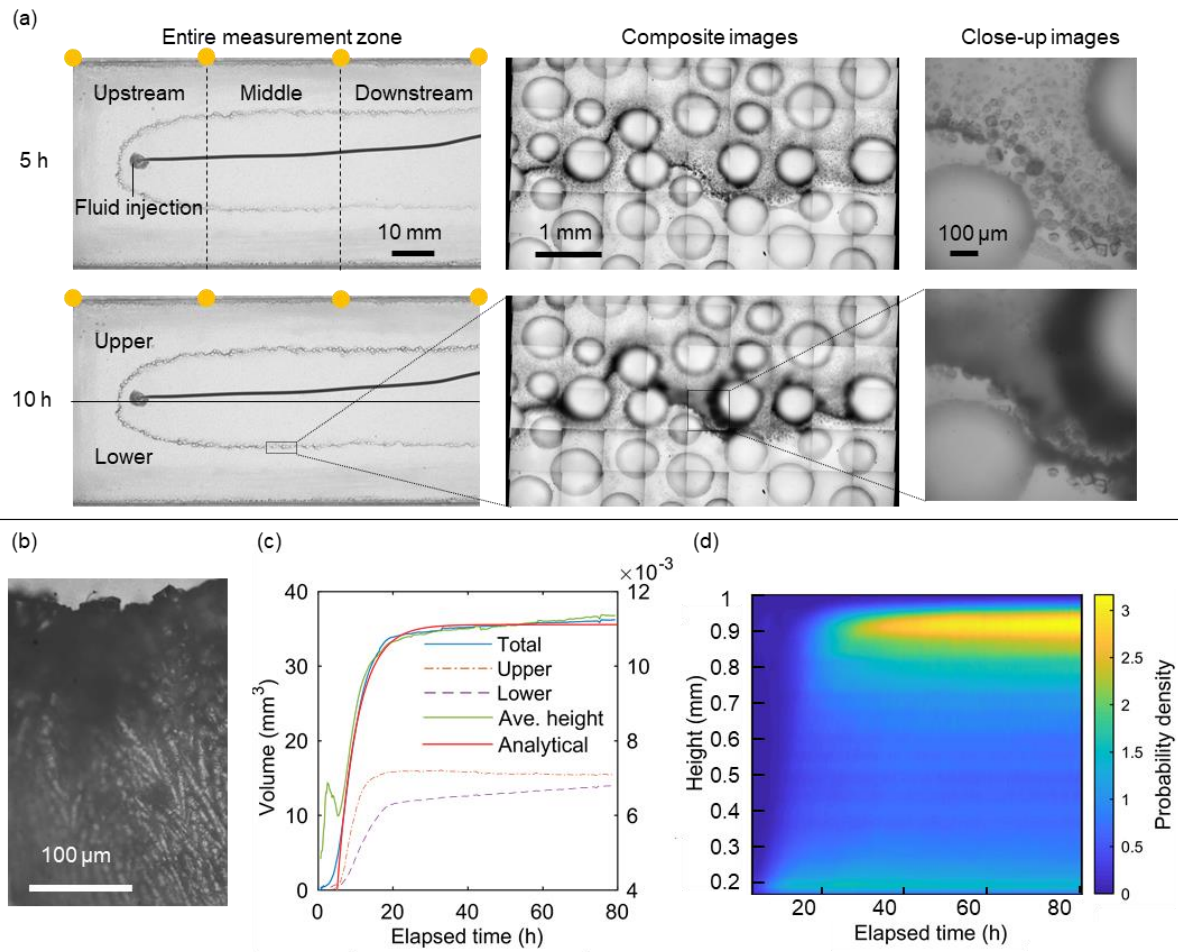 (a)
Entire measurement zone
Composite images
Close-up images
Upstream
Middle
Downstream
5 h
Fluid injection
10 mm
1 mm
100 µm
Upper
10 h
Lower
(b)
(c)
(d)
100 µm
×10⁻³
40
30
20
10
0
Volume (mm³)
12
10
8
6
4
Total
Upper
Lower
Ave. height
Analytical
0 20 40 60 80
Elapsed time (h)
1
0.9
0.8
0.7
0.6
0.5
0.4
0.3
0.2
Height (mm)
20 40 60 80
Elapsed time (h)
3
2.5
2
1.5
1
0.5
0
Probability density